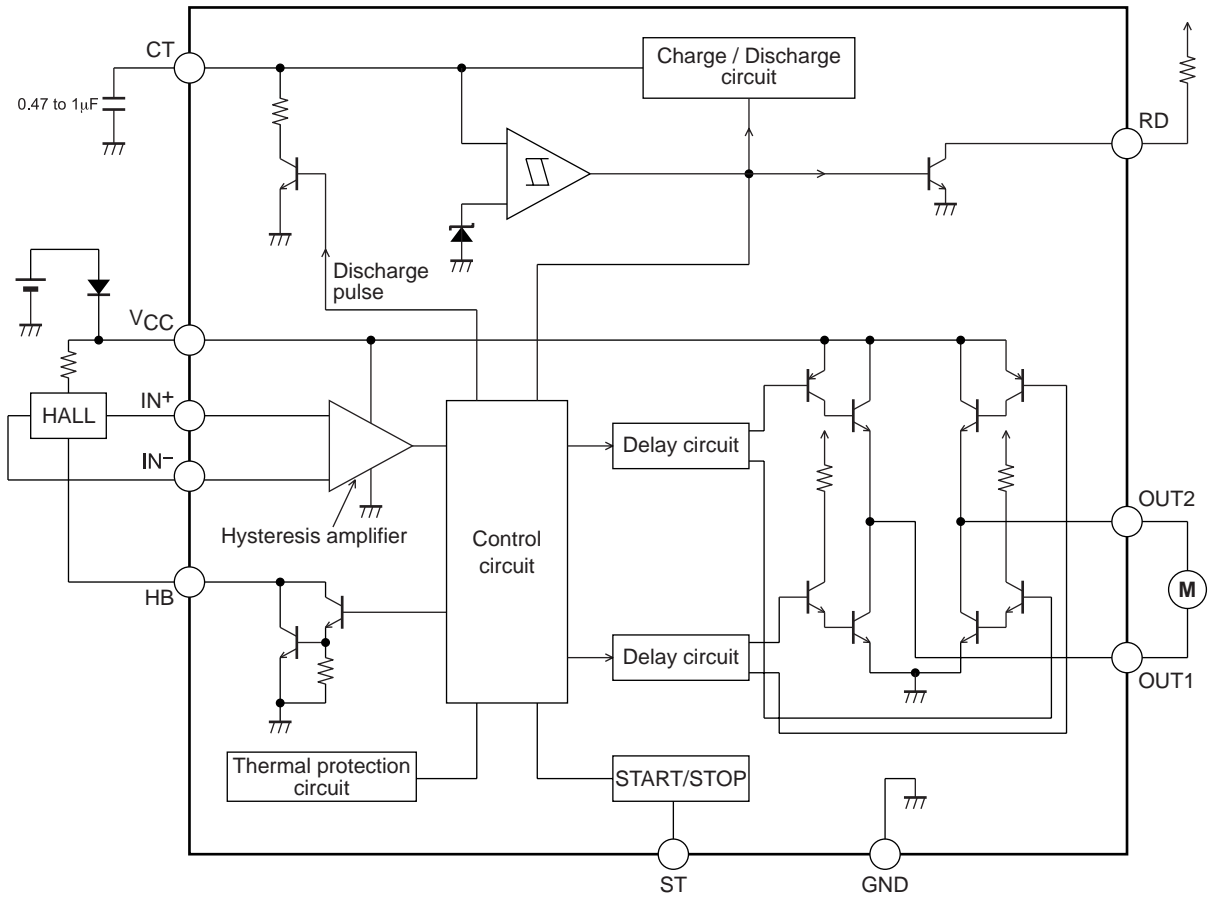 CT
Charge / Discharge
circuit
0.47 to 1μF
RD
Discharge
pulse
VCC
IN+
HALL
Delay circuit
IN−
OUT2
Hysteresis amplifier
Control
circuit
HB
M
Delay circuit
OUT1
Thermal protection
circuit
START/STOP
ST
GND